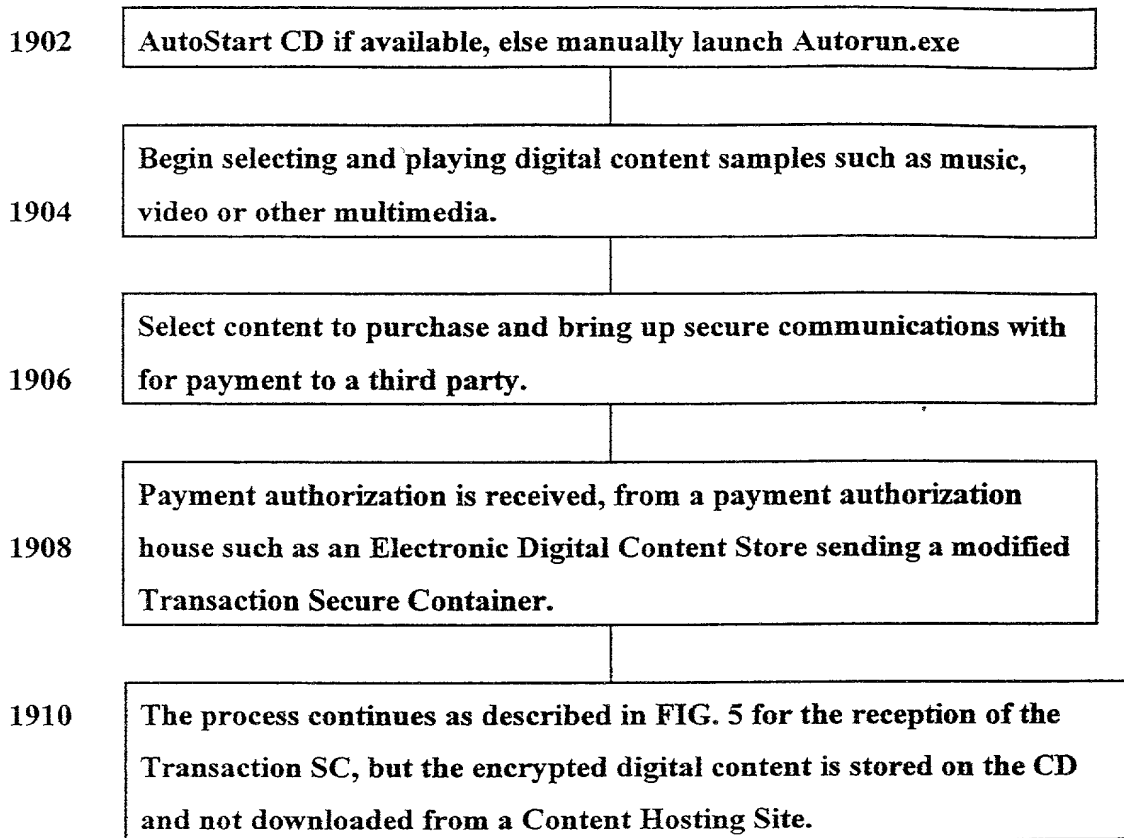 1902 AutoStart CD if available, else manually launch Autorun.exe
Begin selecting and playing digital content samples such as music,
1904 video or other multimedia.
Select content to purchase and bring up secure communications with
1906 for payment to a third party.
Payment authorization is received, from a payment authorization
1908 house such as an Electronic Digital Content Store sending a modified
Transaction Secure Container.
1910 The process continues as described in FIG. 5 for the reception of the
Transaction SC, but the encrypted digital content is stored on the CD
and not downloaded from a Content Hosting Site.